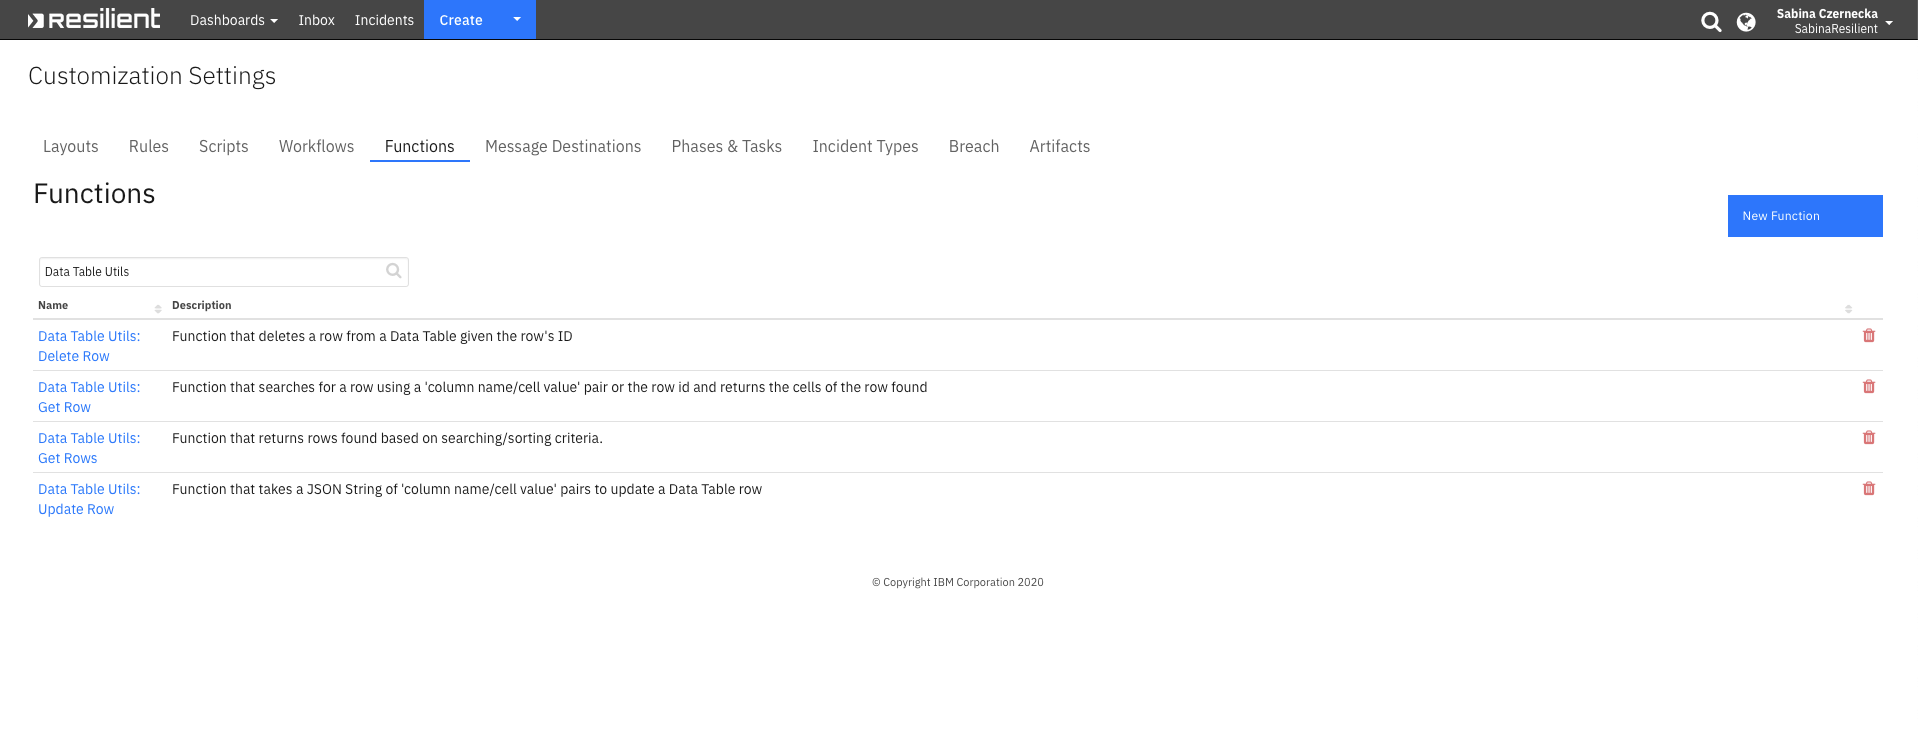 resilient Dashboards Inbox Incidents Create Sabina Czernecka
SabinaResilient
Customization Settings
Layouts Rules Scripts Workflows Functions Message Destinations Phases & Tasks Incident Types Breach Artifacts
Functions
New Function
Data Table Utils
Name Description
Data Table Utils: Function that deletes a row from a Data Table given the row's ID
Delete Row
Data Table Utils: Function that searches for a row using a 'column name/cell value' pair or the row id and returns the cells of the row found
Get Row
Data Table Utils: Function that returns rows found based on searching/sorting criteria.
Get Rows
Data Table Utils: Function that takes a JSON String of 'column name/cell value' pairs to update a Data Table row
Update Row
© Copyright IBM Corporation 2020